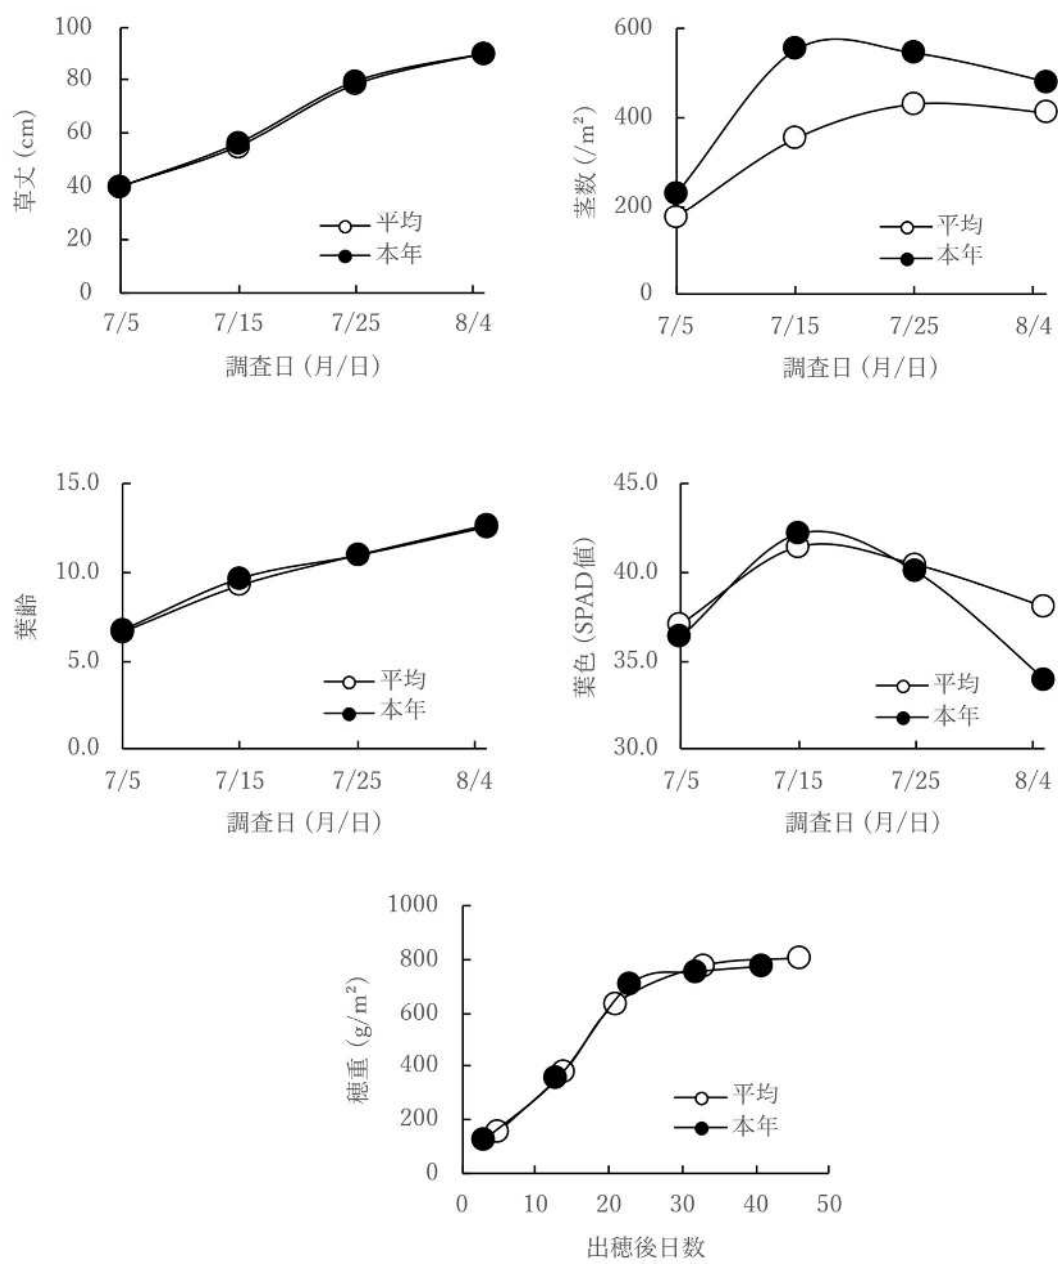 100
80
60
40
20
0
草丈 (cm)
平均
本年
7/5 7/15 7/25 8/4
調査日 (月/日)
600
400
200
0
茎数 (/m²)
平均
本年
7/5 7/15 7/25 8/4
調査日 (月/日)
15.0
10.0
5.0
0.0
葉齢
平均
本年
7/5 7/15 7/25 8/4
調査日 (月/日)
45.0
40.0
35.0
30.0
葉色 (SPAD値)
平均
本年
7/5 7/15 7/25 8/4
調査日 (月/日)
1000
800
600
400
200
0
穂重 (g/m²)
平均
本年
0 10 20 30 40 50
出穂後日数